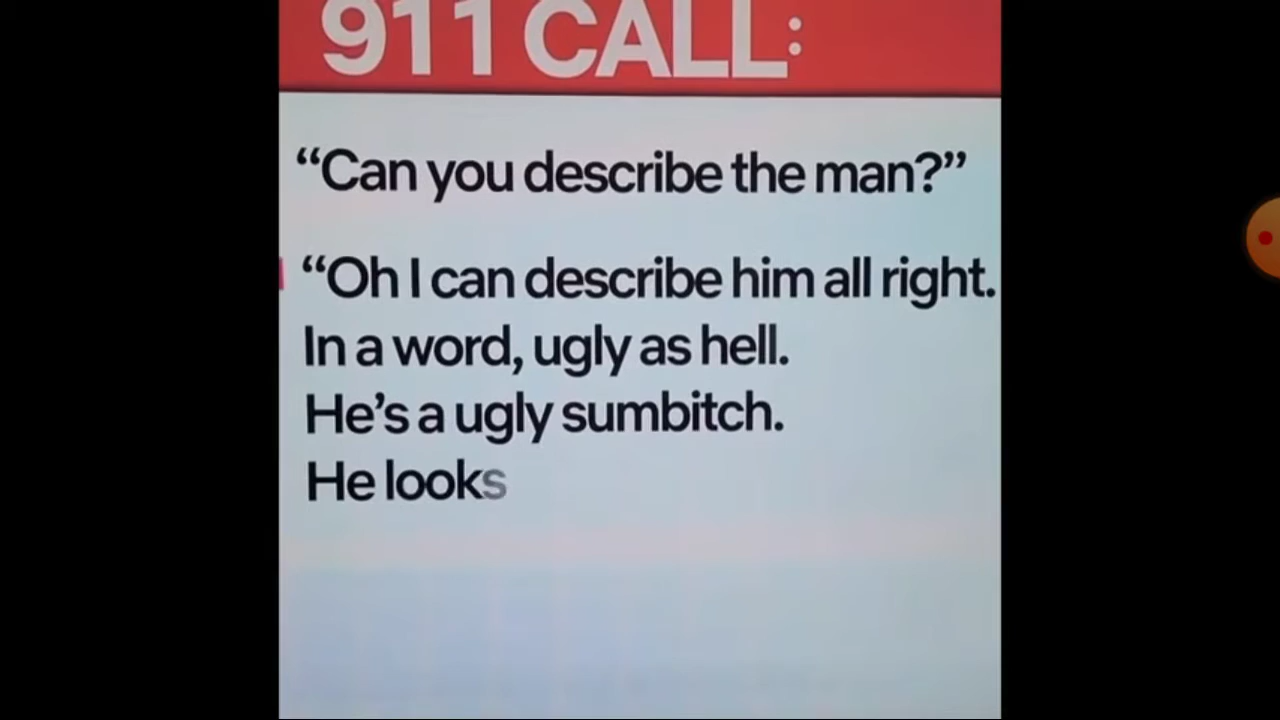 911 CALL:
“Can you describe the man?”
“Oh I can describe him all right.
In a word, ugly as hell.
He’s a ugly sumbitch.
He looks